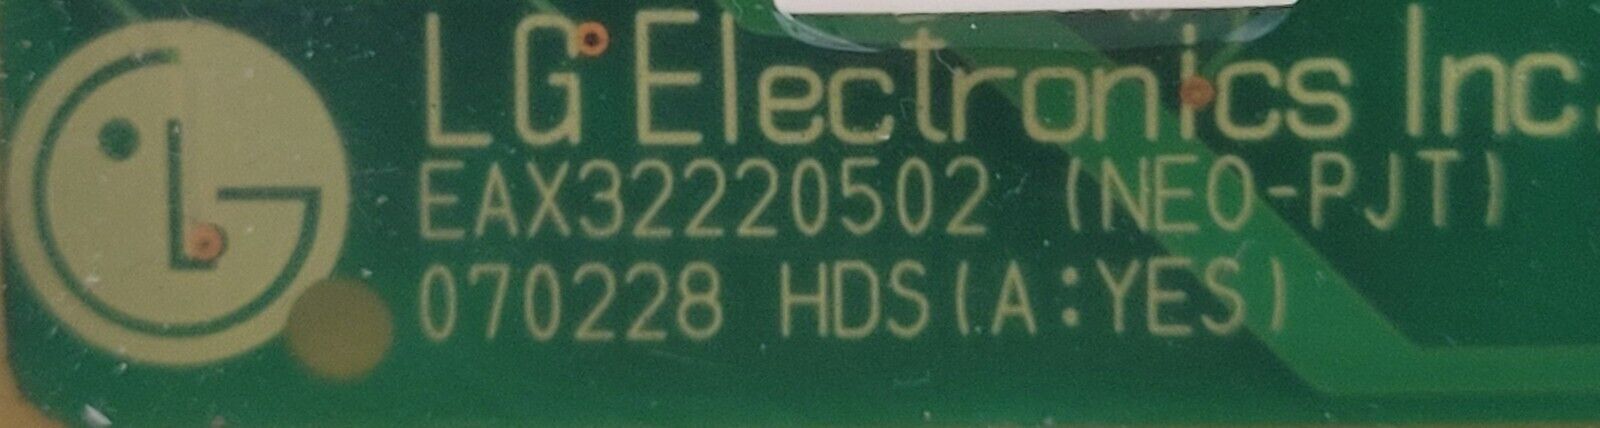 LG Electronics Inc.
EAX32220502 (NEO-PJT)
070228 HDS(A:YES)